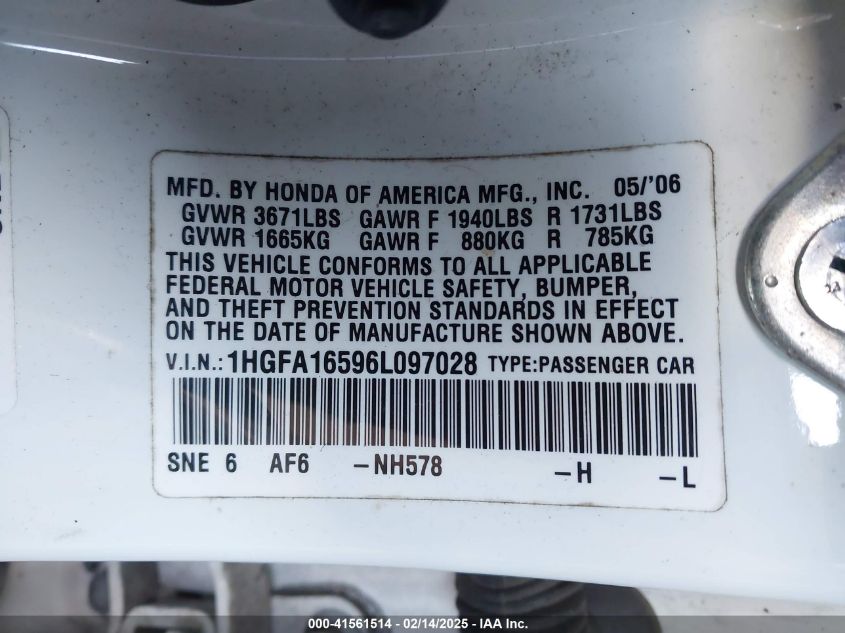 MFD. BY HONDA OF AMERICA MFG., INC. 05/'06
GVWR 3671LBS GAWR F 1940LBS R 1731LBS
GVWR 1665KG GAWR F 880KG R 785KG
THIS VEHICLE CONFORMS TO ALL APPLICABLE
FEDERAL MOTOR VEHICLE SAFETY, BUMPER,
AND THEFT PREVENTION STANDARDS IN EFFECT
ON THE DATE OF MANUFACTURE SHOWN ABOVE.
V.I.N.: 1HGFA16596L097028 TYPE:PASSENGER CAR
SNE 6 AF6 -NH578 -H -L
000-41561514 - 02/14/2025 - IAA Inc.